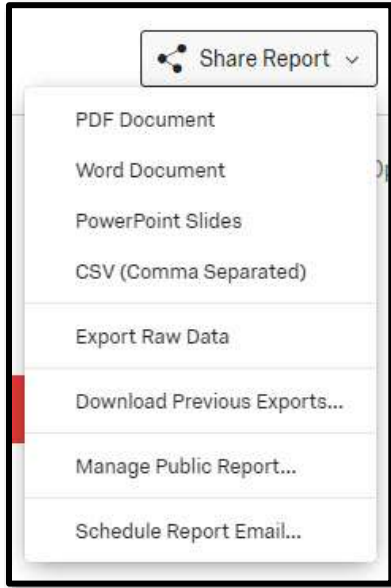 Share Report
PDF Document
Word Document
PowerPoint Slides
CSV (Comma Separated)
Export Raw Data
Download Previous Exports...
Manage Public Report...
Schedule Report Email...